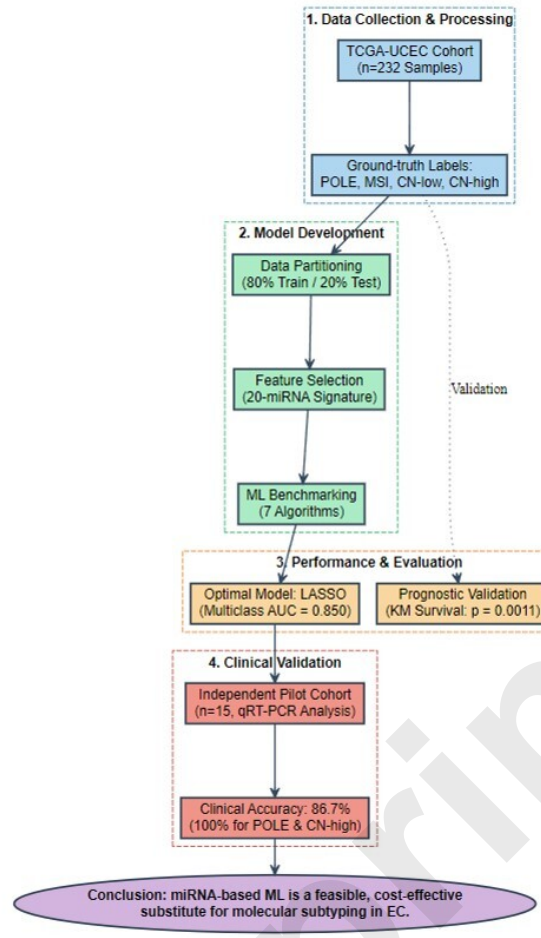 1. Data Collection & Processing
TCGA-UCEC Cohort
(n=232 Samples)
Ground-truth Labels:
POLE, MSI, CN-low, CN-high
2. Model Development
Data Partitioning
(80% Train / 20% Test)
Feature Selection
(20-miRNA Signature)
Validation
ML Benchmarking
(7 Algorithms)
3. Performance & Evaluation
Optimal Model: LASSO
(Multiclass AUC = 0.850)
Prognostic Validation
(KM Survival: p = 0.0011)
4. Clinical Validation
Independent Pilot Cohort
(n=15, qRT-PCR Analysis)
Clinical Accuracy: 86.7%
(100% for POLE & CN-high)
Conclusion: miRNA-based ML is a feasible, cost-effective
substitute for molecular subtyping in EC.